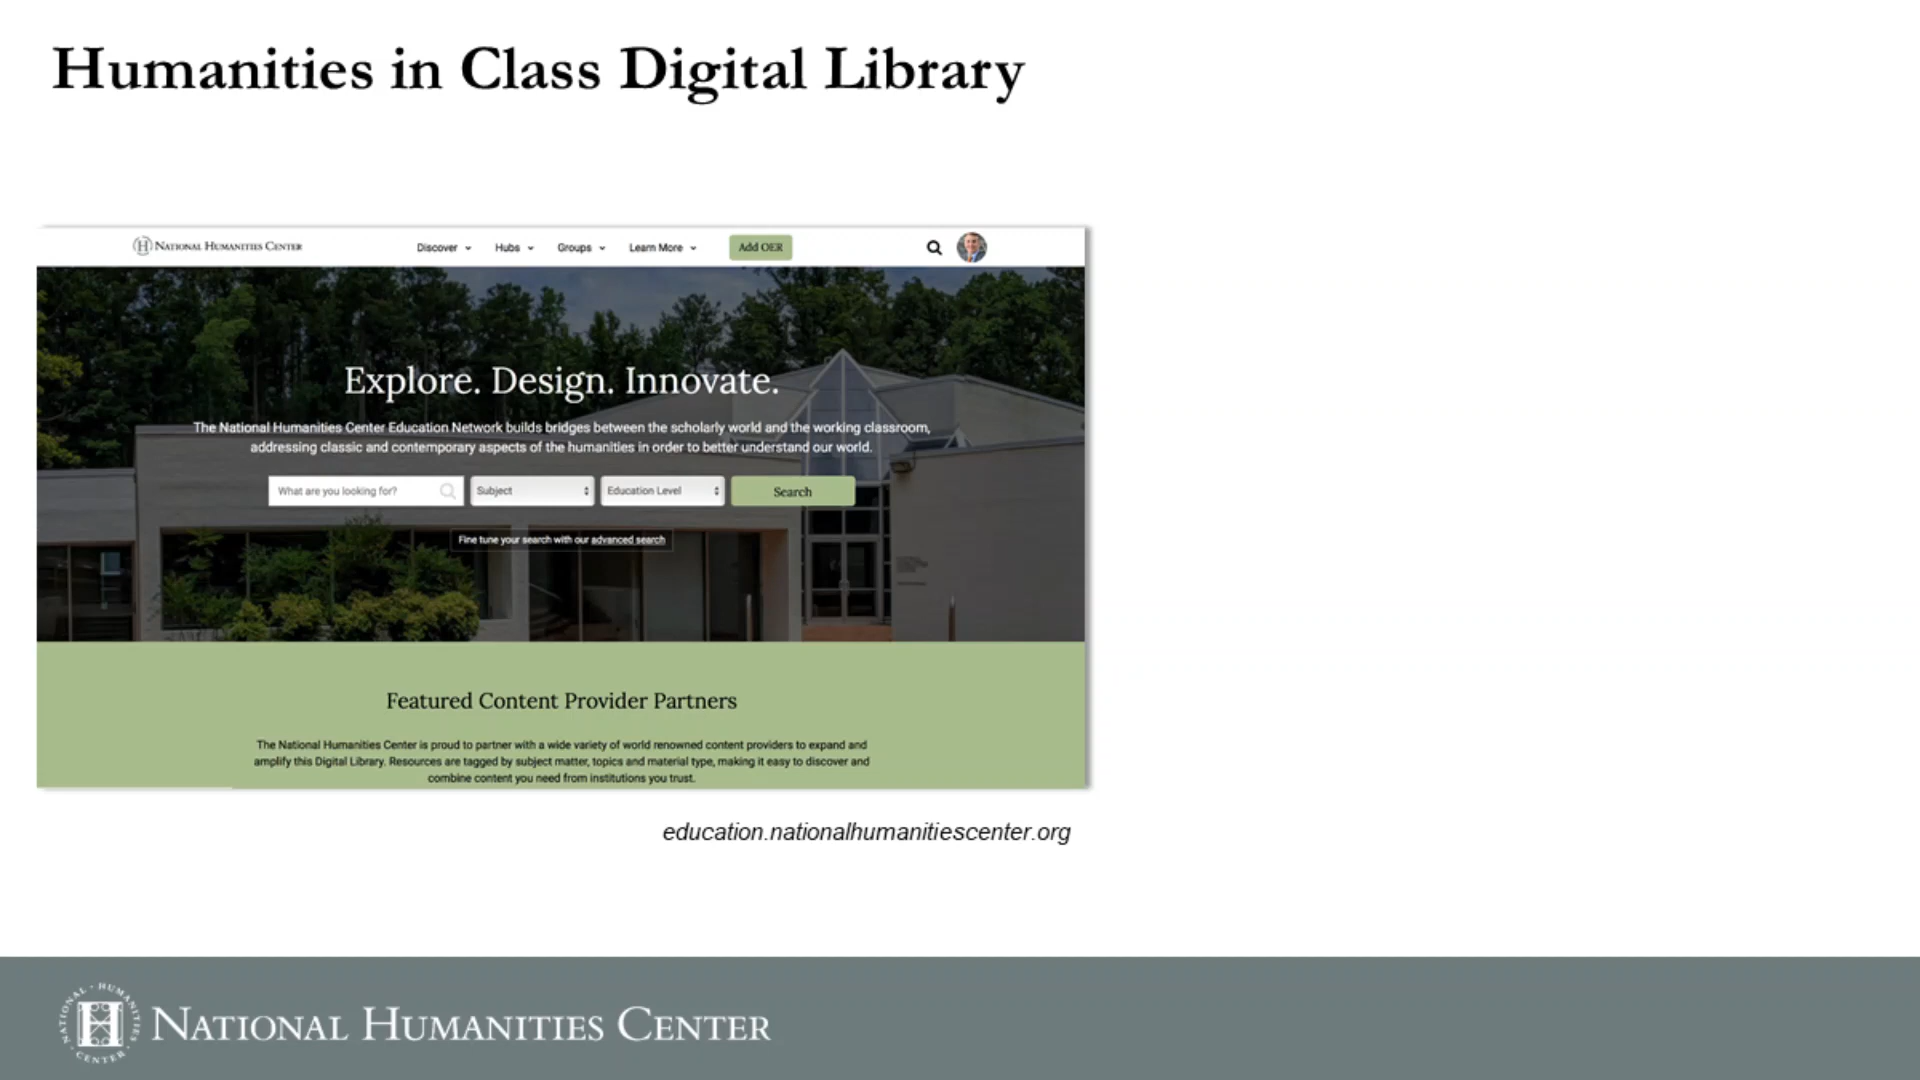 Humanities in Class Digital Library
NATIONAL HUMANITIES CENTER
Discover
Hubs
Groups
Learn More
Add OER
Explore. Design. Innovate.
The National Humanities Center Education Network builds bridges between the scholarly world and the working classroom,
addressing classic and contemporary aspects of the humanities in order to better understand our world.
What are you looking for?
Subject
Education Level
Search
Fine tune your search with our advanced search
Featured Content Provider Partners
The National Humanities Center is proud to partner with a wide variety of world renowned content providers to expand and
amplify this Digital Library. Resources are tagged by subject matter, topics and material type, making it easy to discover and
combine content you need from institutions you trust.
education.nationalhumanitiescenter.org
NATIONAL · HUMANITIES · CENTER ·
H
NATIONAL HUMANITIES CENTER